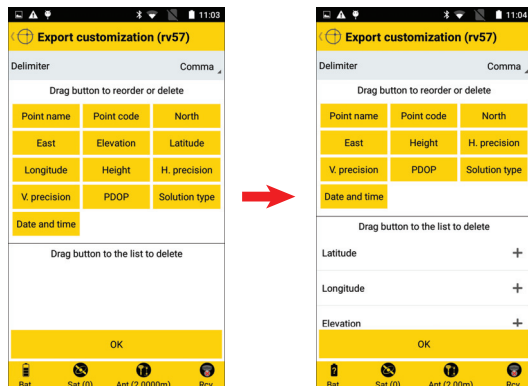 11:03
Export customization (rv57)
Delimiter Comma
Drag button to reorder or delete
Point name Point code North
East Elevation Latitude
Longitude Height H. precision
V. precision PDOP Solution type
Date and time
Drag button to the list to delete
OK
Bat Sat (0) Ant (2.0000m) Rcv
11:04
Export customization (rv57)
Delimiter Comma
Drag button to reorder or delete
Point name Point code North
East Height H. precision
V. precision PDOP Solution type
Date and time
Drag button to the list to delete
Latitude +
Longitude +
Elevation +
OK
Bat Sat (0) Ant (2.00m) Rcv